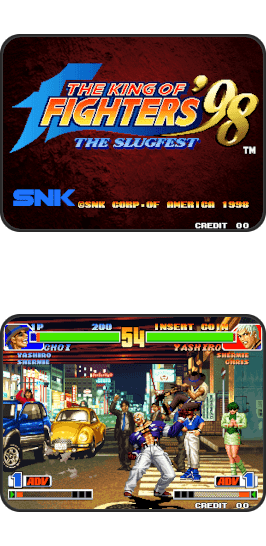 THE KING OF
FIGHTERS '98
THE SLUGFEST
TM
SNK ©SNK CORP. OF AMERICA 1998
CREDIT 00
1P 200 54 INSERT COIN
CHOI YASHIRO
YASHIRO SHERMIE
SHERMIE CHRIS
1 ADV 1 ADV
CREDIT 00